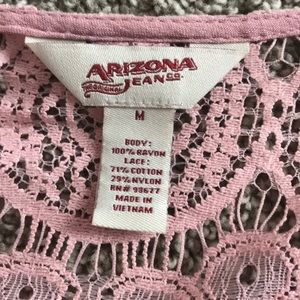 ARIZONA
JEAN CO.
M
BODY:
100% RAYON
LACE:
71% COTTON
29% NYLON
RN# 93677
MADE IN
VIETNAM